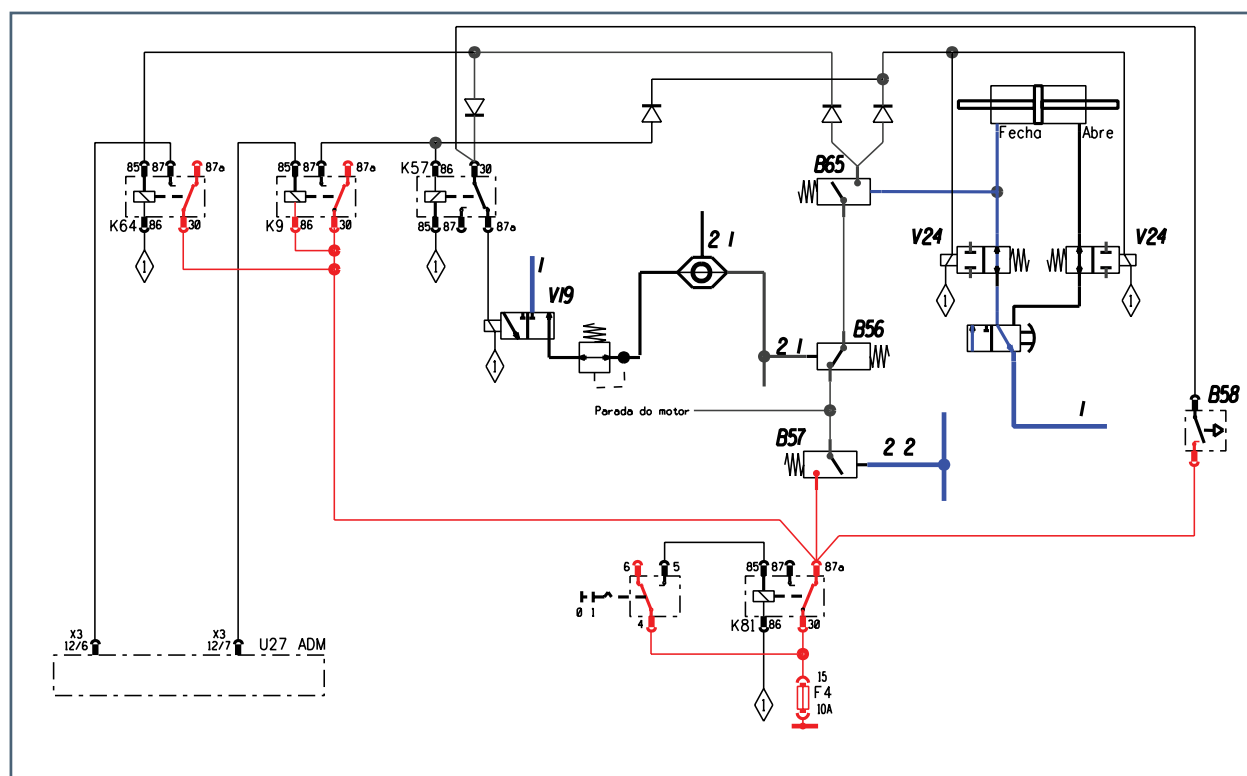 Fecha Abre
85 87 87a
K64 86 30
85 87 87a
K9 86 30
K57 86 30
85 87 87a
B65
V24 V24
2 1
1
V19
B56
2 1
Parada do motor
B57
2 2
1
B58
1
1
1
1
1
6 5
0 1
4
85 87 87a
K81 86 30
1
15
F4
10A
X3
12/6
X3
12/7
U27 ADM